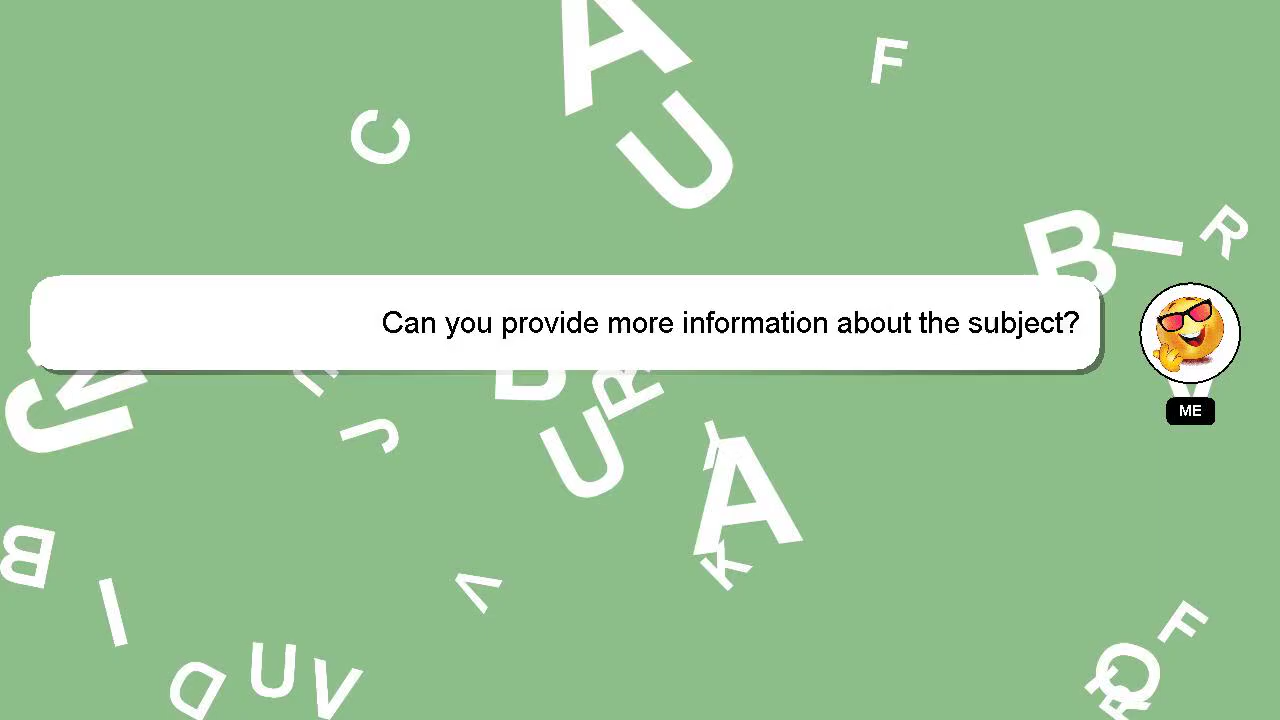 A
F
C
U
B
I
R
Can you provide more information about the subject?
ME
J
B
R
J
U
A
K
B
I
V
F
D
U
V
Q
R